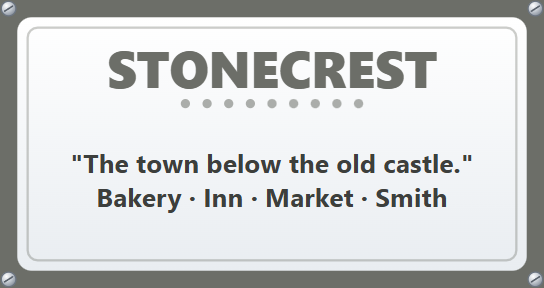 STONECREST
"The town below the old castle."
Bakery · Inn · Market · Smith